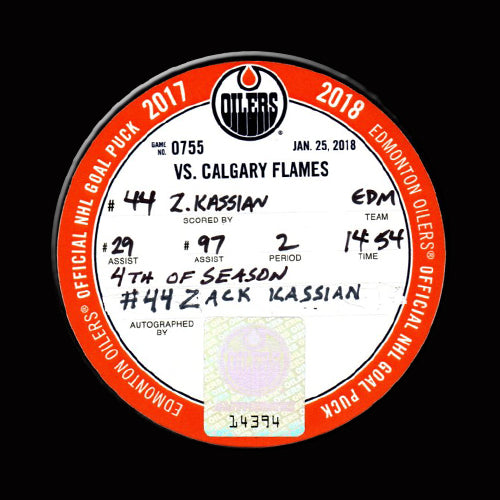 EDMONTON OILERS® OFFICIAL NHL GOAL PUCK 2017
2018 EDMONTON OILERS® OFFICIAL NHL GOAL PUCK
OILERS
®
GAME NO. 0755 JAN. 25, 2018
VS. CALGARY FLAMES
# 44 Z. KASSIAN EDM
SCORED BY TEAM
# 29 # 97 2 14:54
ASSIST ASSIST PERIOD TIME
4TH OF SEASON
#44 ZACK KASSIAN
AUTOGRAPHED BY
14394